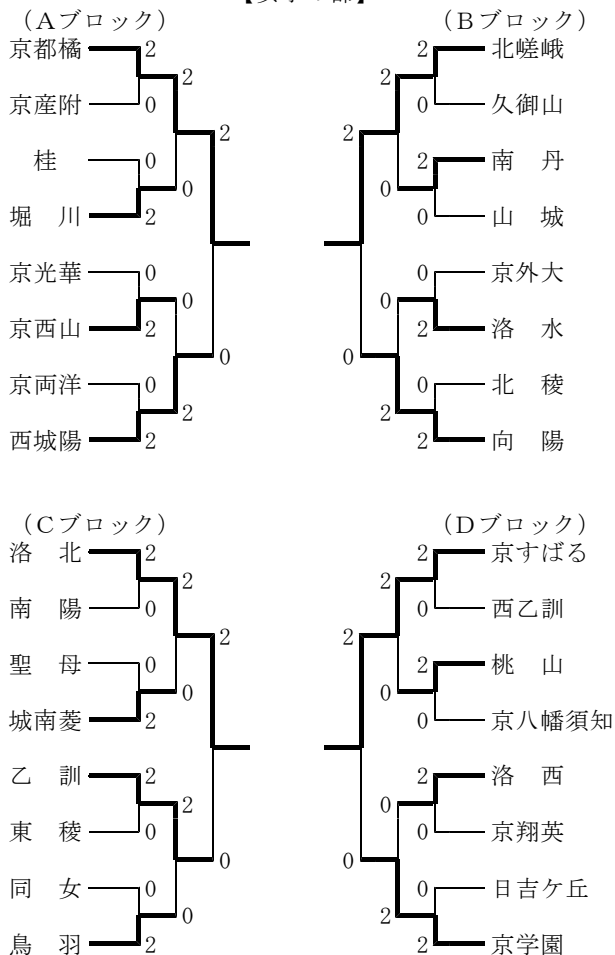 （Aブロック）
京都橘 2
京産附 0
2
2
桂 0
堀川 2
0
京光華 0
京西山 2
0
0
京両洋 0
西城陽 2
2
（Bブロック）
2 北嵯峨
0 久御山
2
2
2 南丹
0 山城
0
0 京外大
2 洛水
0
0
0 北稜
2 向陽
2
（Cブロック）
洛北 2
南陽 0
2
2
聖母 0
城南菱 2
0
乙訓 2
東稜 0
2
0
同女 0
鳥羽 2
0
（Dブロック）
2 京すばる
0 西乙訓
2
2
2 桃山
0 京八幡須知
0
2 洛西
0 京翔英
0
0
0 日吉ケ丘
2 京学園
2